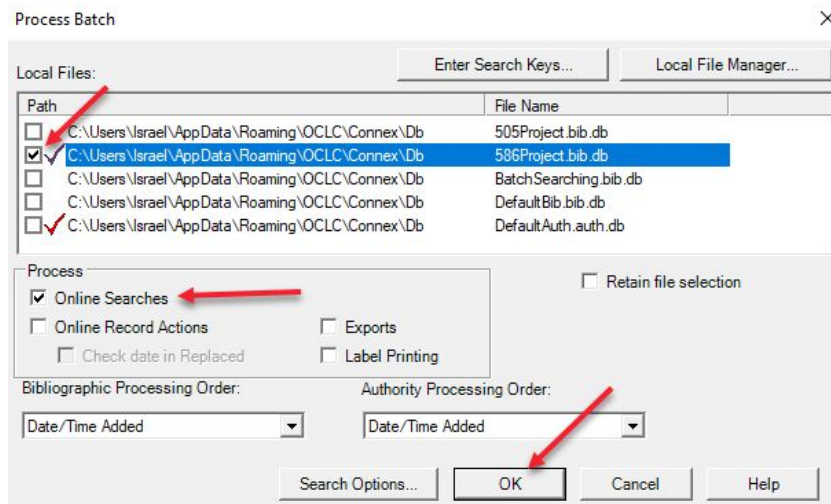 Process Batch
Local Files:
Enter Search Keys...
Local File Manager...
Path File Name
C:\Users\Israel\AppData\Roaming\OCLC\Connex\Db 505Project.bib.db
C:\Users\Israel\AppData\Roaming\OCLC\Connex\Db 586Project.bib.db
C:\Users\Israel\AppData\Roaming\OCLC\Connex\Db BatchSearching.bib.db
C:\Users\Israel\AppData\Roaming\OCLC\Connex\Db DefaultBib.bib.db
C:\Users\Israel\AppData\Roaming\OCLC\Connex\Db DefaultAuth.auth.db
Process
Online Searches
Retain file selection
Online Record Actions
Exports
Check date in Replaced
Label Printing
Bibliographic Processing Order:
Authority Processing Order:
Date/Time Added
Date/Time Added
Search Options...
OK
Cancel
Help